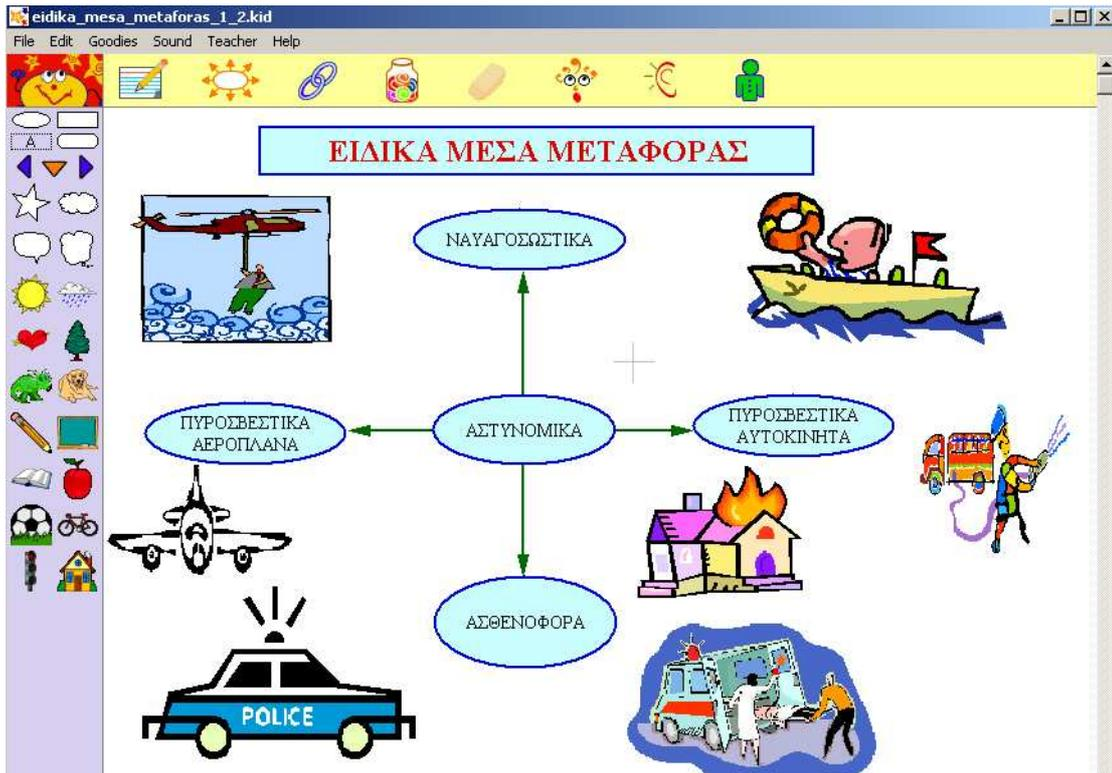 eidika_mesa_metaforas_1_2.kid
File Edit Goodies Sound Teacher Help
A
ΕΙΔΙΚΑ ΜΕΣΑ ΜΕΤΑΦΟΡΑΣ
ΝΑΥΑΓΟΣΩΣΤΙΚΑ
ΠΥΡΟΣΒΕΣΤΙΚΑ
ΑΕΡΟΠΛΑΝΑ
ΑΣΤΥΝΟΜΙΚΑ
ΠΥΡΟΣΒΕΣΤΙΚΑ
ΑΥΤΟΚΙΝΗΤΑ
ΑΣΘΕΝΟΦΟΡΑ
POLICE